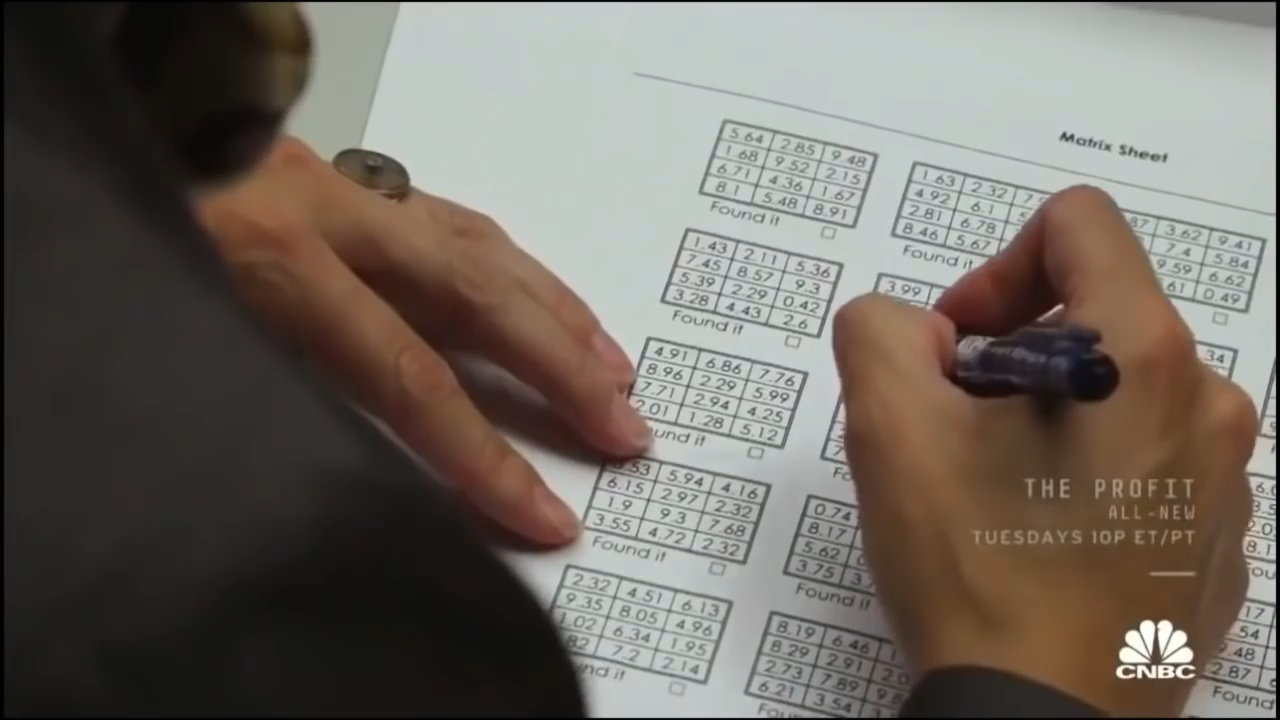 Matrix Sheet
5.64 2.85 9.48
1.68 9.52 2.15
6.71 4.36 1.67
8.1 5.48 8.91
Found it
1.63 2.32
4.92 6.1
2.81 6.78
8.46 5.67
Found it
3.62 9.41
7.4 5.84
9.59 6.62
0.49
1.43 2.11 5.36
7.45 8.57 9.3
5.39 2.29 0.42
3.28 4.43 2.6
Found it
3.99
4.91 6.86 7.76
8.96 2.29 5.99
7.71 2.94 4.25
2.01 1.28 5.12
it
5.94 4.16
6.15 2.97 2.32
1.9 9.3 7.68
3.55 4.72 2.32
Found it
0.74
8.17
5.62
3.75
Found it
2.32 4.51 6.13
9.35 8.05 4.96
6.34 1.95
7.2 2.14
it
8.19 6.46
8.29 2.91
2.73 7.89
6.21 3.54
Found
THE PROFIT
ALL-NEW
TUESDAYS 10P ET/PT
CNBC